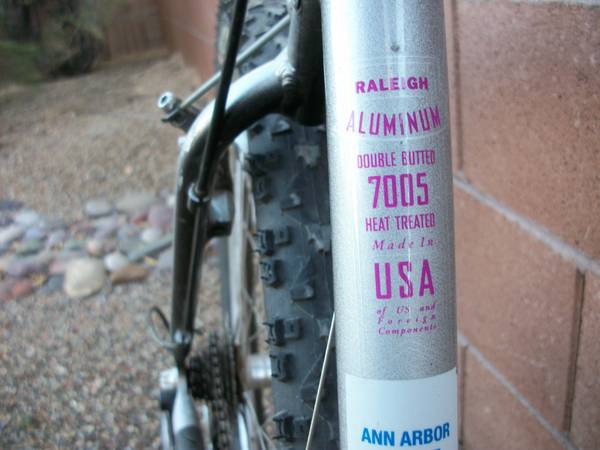 RALEIGH
ALUMINUM
DOUBLE BUTTED
7005
HEAT TREATED
Made In
USA
of US and
Foreign
Components
ANN ARBOR